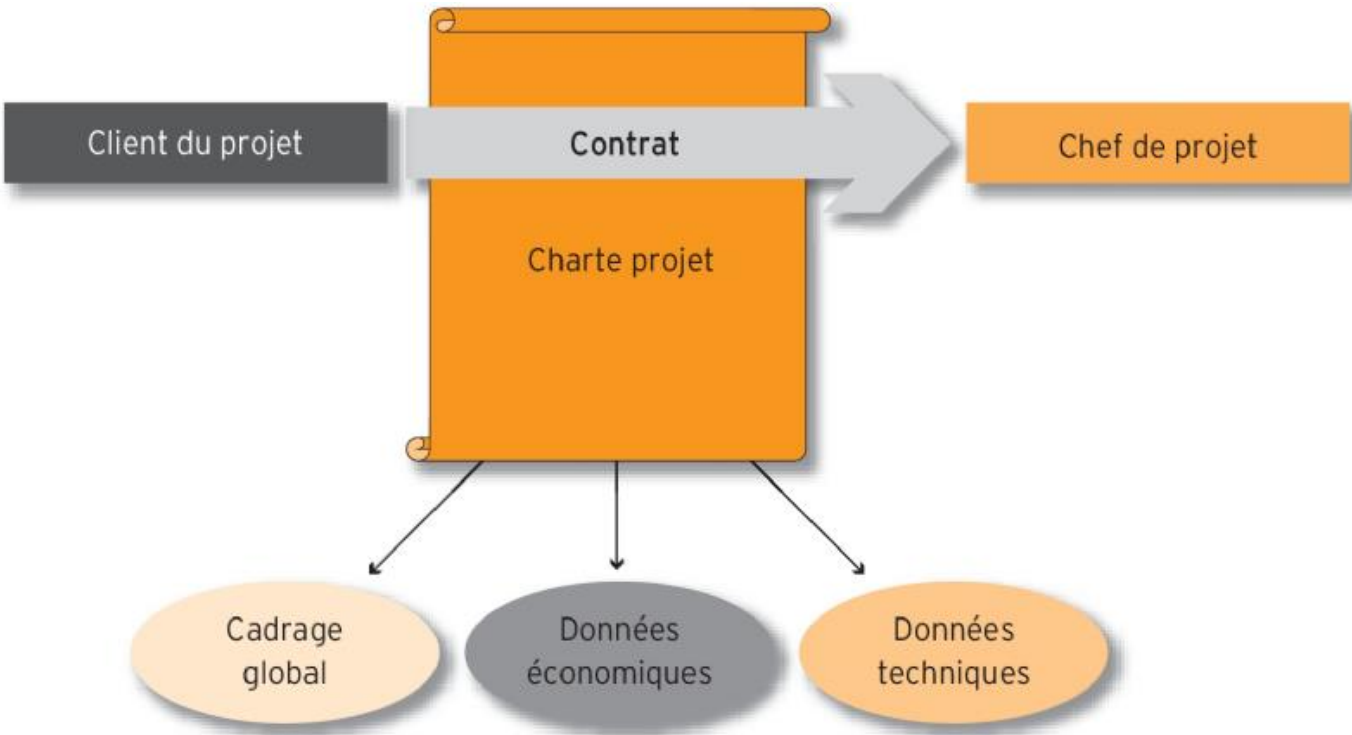 Client du projet
Contrat
Chef de projet
Charte projet
Cadrage
global
Données
économiques
Données
techniques